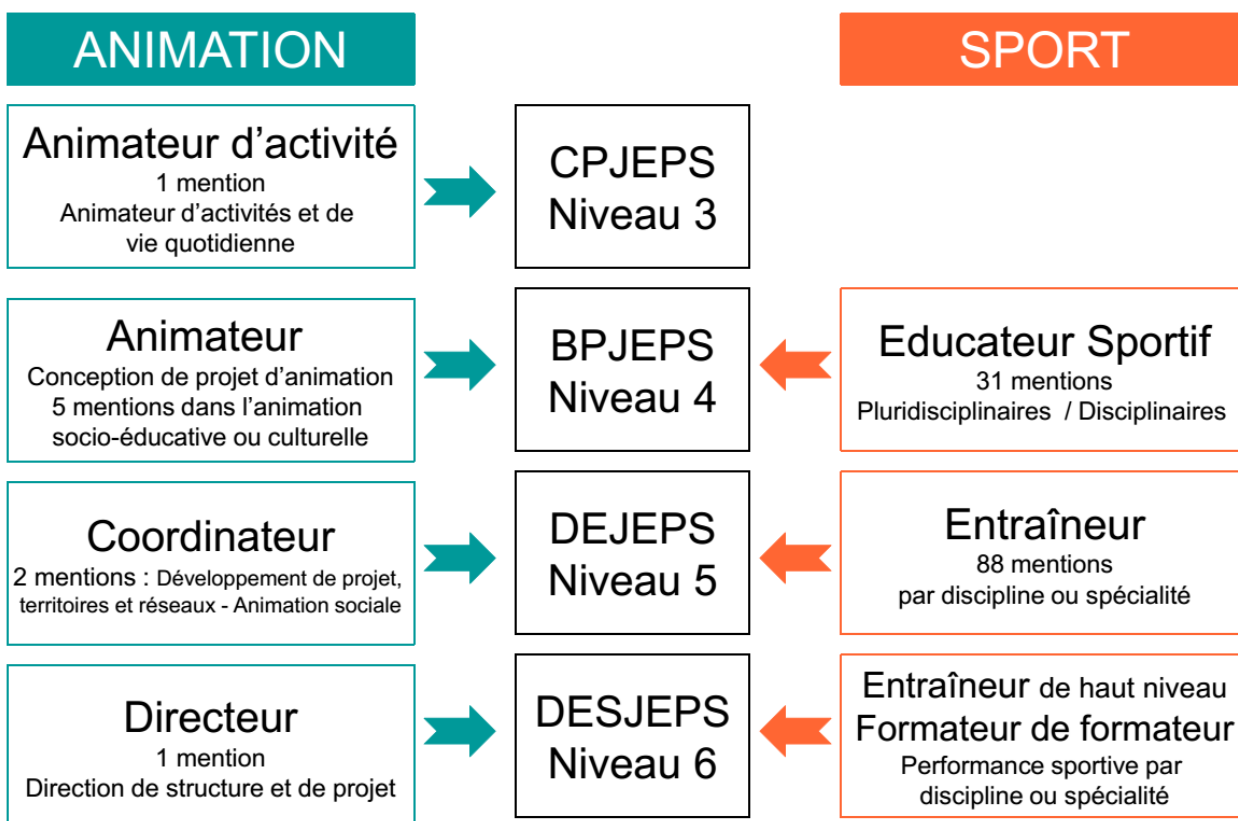 ANIMATION
SPORT
Animateur d’activité
1 mention
Animateur d’activités et de
vie quotidienne
CPJEPS
Niveau 3
Animateur
Conception de projet d’animation
5 mentions dans l’animation
socio-éducative ou culturelle
BPJEPS
Niveau 4
Educateur Sportif
31 mentions
Pluridisciplinaires / Disciplinaires
Coordinateur
2 mentions : Développement de projet,
territoires et réseaux - Animation sociale
DEJEPS
Niveau 5
Entraîneur
88 mentions
par discipline ou spécialité
Directeur
1 mention
Direction de structure et de projet
DESJEPS
Niveau 6
Entraîneur de haut niveau
Formateur de formateur
Performance sportive par
discipline ou spécialité